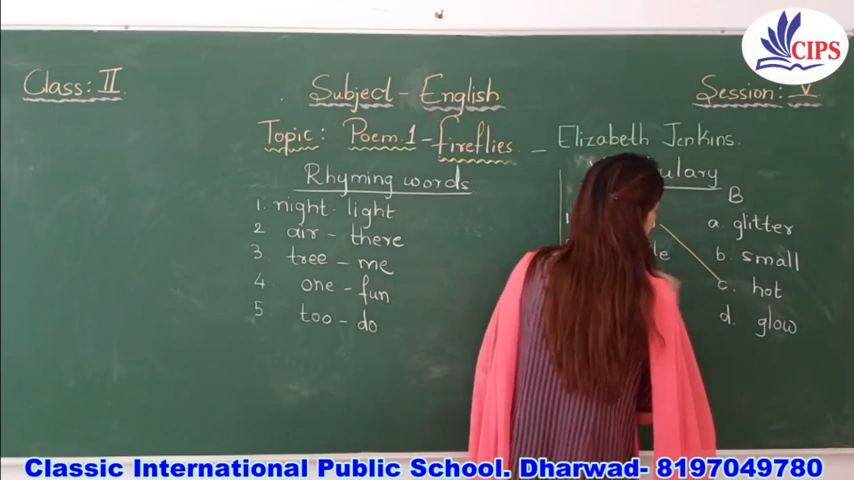 CIPS
Class: II
Subject - English
Session: V
Topic: Poem.1 - fireflies - Elizabeth Jenkins.
Rhyming words
1. night - light
2 air - there
3 tree - me
4 one - fun
5 too - do
B
a. glitter
b. small
c. hot
d. glow
Classic International Public School. Dharwad- 8197049780